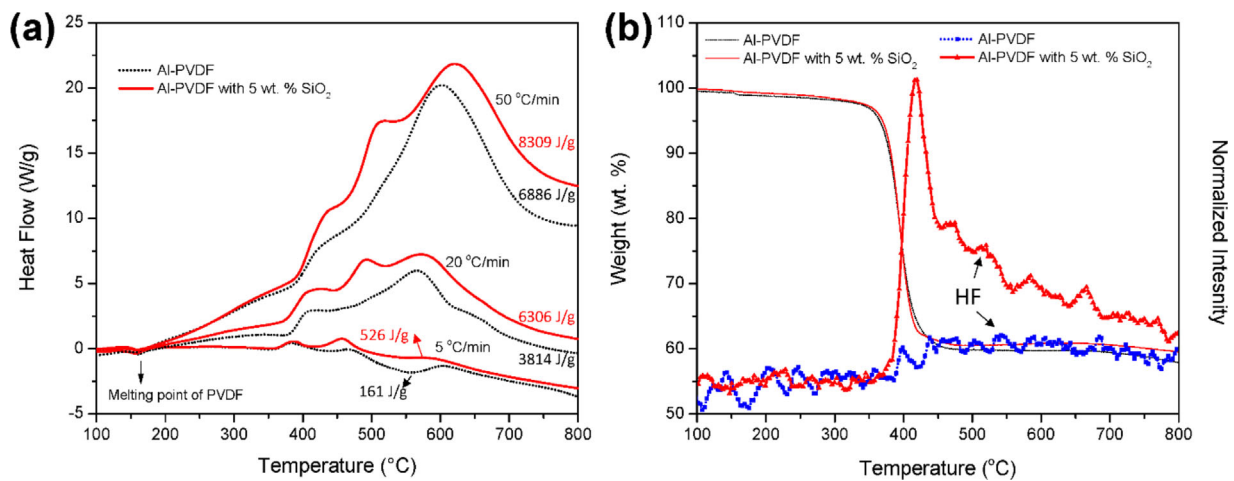 (a)
Al-PVDF
Al-PVDF with 5 wt. % SiO₂
50 °C/min
8309 J/g
6886 J/g
20 °C/min
6306 J/g
3814 J/g
526 J/g
5 °C/min
161 J/g
Melting point of PVDF
25
20
15
10
5
0
−5
Heat Flow (W/g)
100 200 300 400 500 600 700 800
Temperature (°C)
(b)
Al-PVDF
Al-PVDF with 5 wt. % SiO₂
Al-PVDF
Al-PVDF with 5 wt. % SiO₂
HF
110
100
90
80
70
60
50
Weight (wt. %)
Normalized Intesnity
100 200 300 400 500 600 700 800
Temperature (°C)